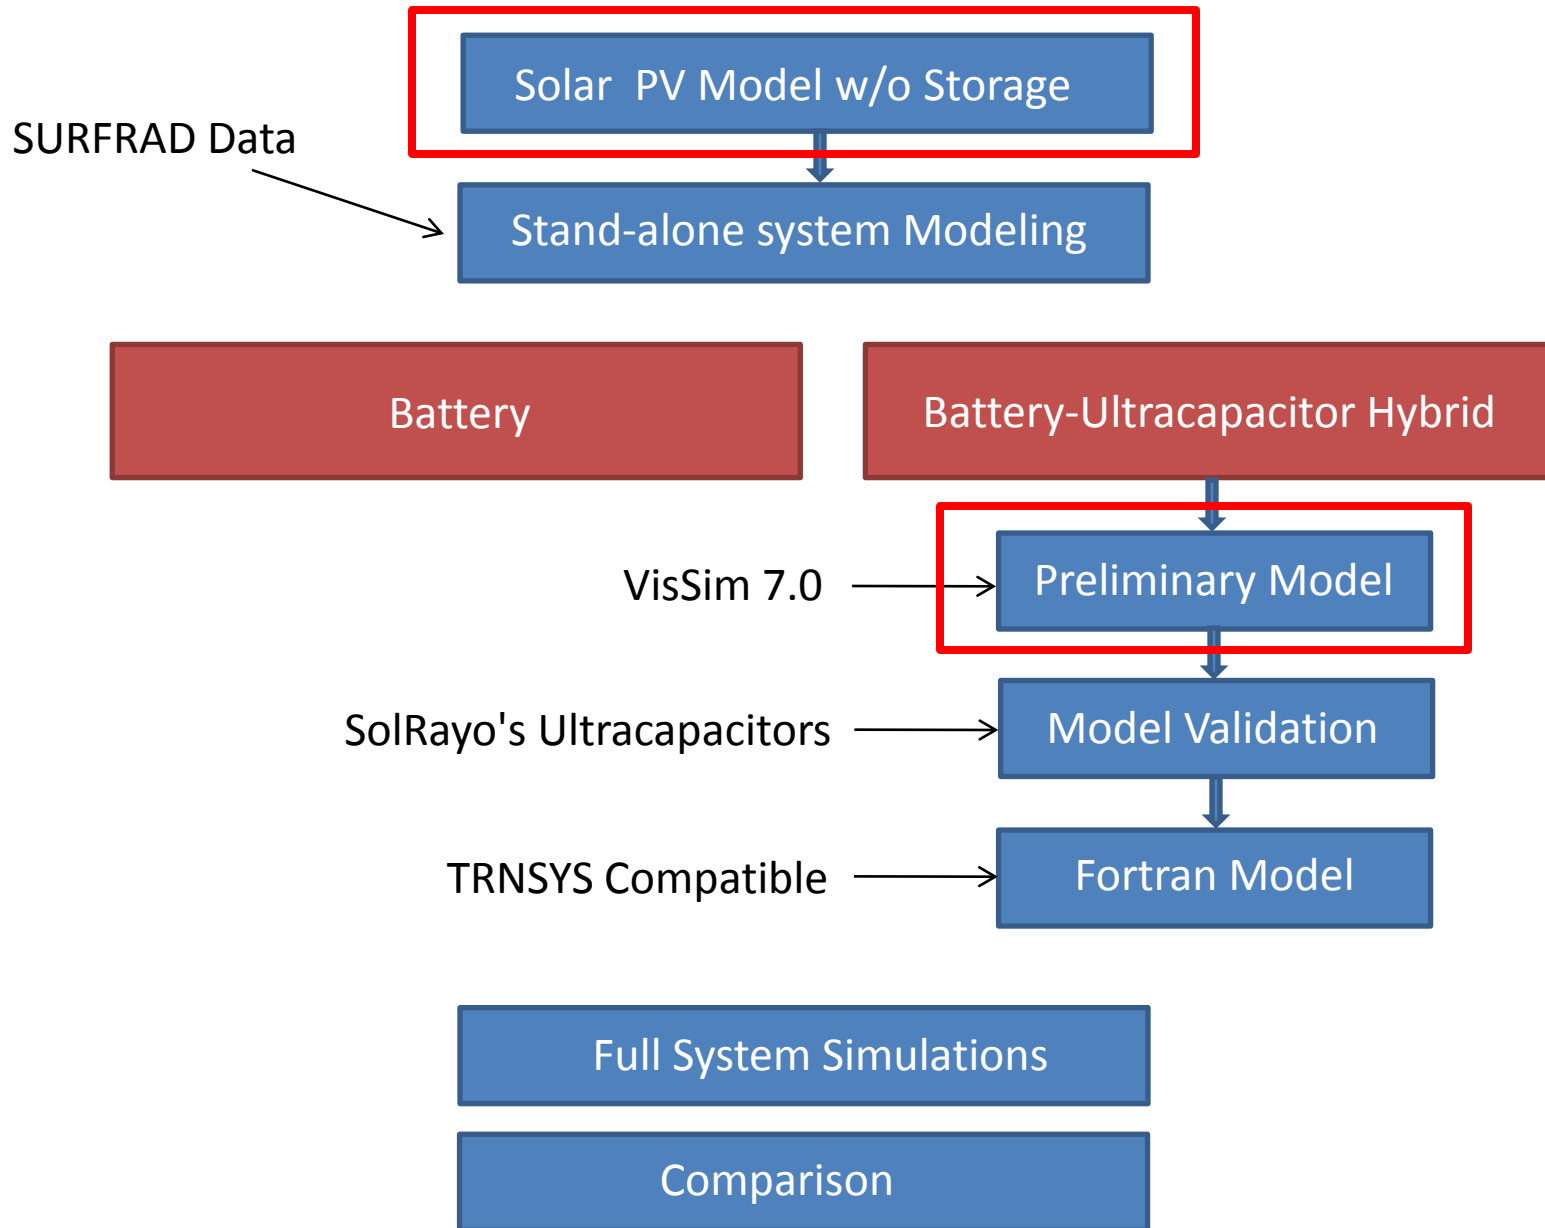 Solar  PV Model w/o Storage
SURFRAD Data
Stand-alone system Modeling
Battery
Battery-Ultracapacitor Hybrid
VisSim 7.0
Preliminary Model
SolRayo's Ultracapacitors
Model Validation
TRNSYS Compatible
Fortran Model
Full System Simulations
Comparison